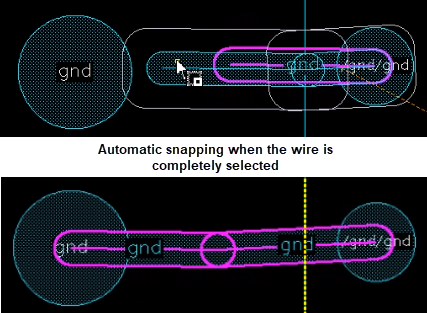 gnd gnd /gnd/gnd
Automatic snapping when the wire is
completely selected
gnd gnd gnd /gnd/gnd